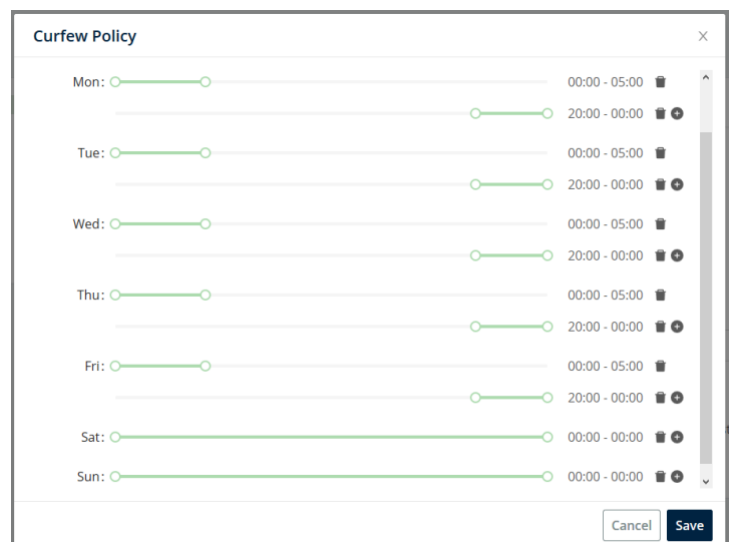 Curfew Policy
Mon: 00:00 - 05:00
20:00 - 00:00
Tue: 00:00 - 05:00
20:00 - 00:00
Wed: 00:00 - 05:00
20:00 - 00:00
Thu: 00:00 - 05:00
20:00 - 00:00
Fri: 00:00 - 05:00
20:00 - 00:00
Sat: 00:00 - 00:00
Sun: 00:00 - 00:00
Cancel Save